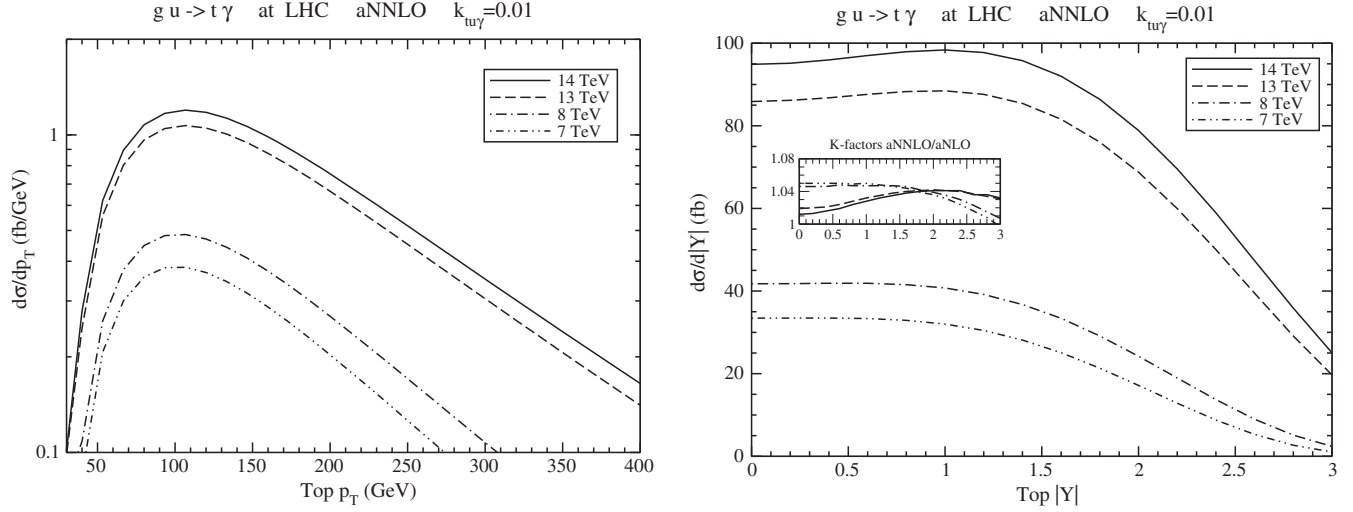 g u -> t γ at LHC aNNLO k_tuγ=0.01
14 TeV
13 TeV
8 TeV
7 TeV
1
0.1
dσ/dp_T (fb/GeV)
50 100 150 200 250 300 350 400
Top p_T (GeV)
g u -> t γ at LHC aNNLO k_tuγ=0.01
14 TeV
13 TeV
8 TeV
7 TeV
K-factors aNNLO/aNLO
1.08
1.04
1
0 0.5 1 1.5 2 2.5 3
100
80
60
40
20
0
dσ/d|Y| (fb)
0 0.5 1 1.5 2 2.5 3
Top |Y|